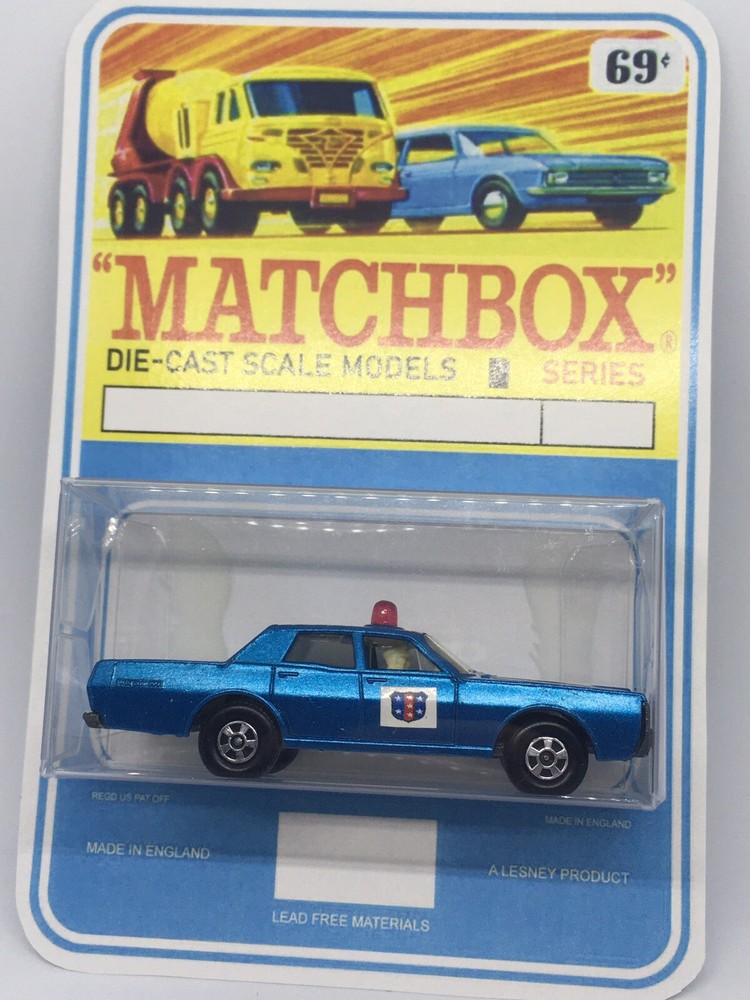 69¢
"MATCHBOX"®
DIE-CAST SCALE MODELS SERIES
REGD US PAT OFF
MADE IN ENGLAND
MADE IN ENGLAND
A LESNEY PRODUCT
LEAD FREE MATERIALS